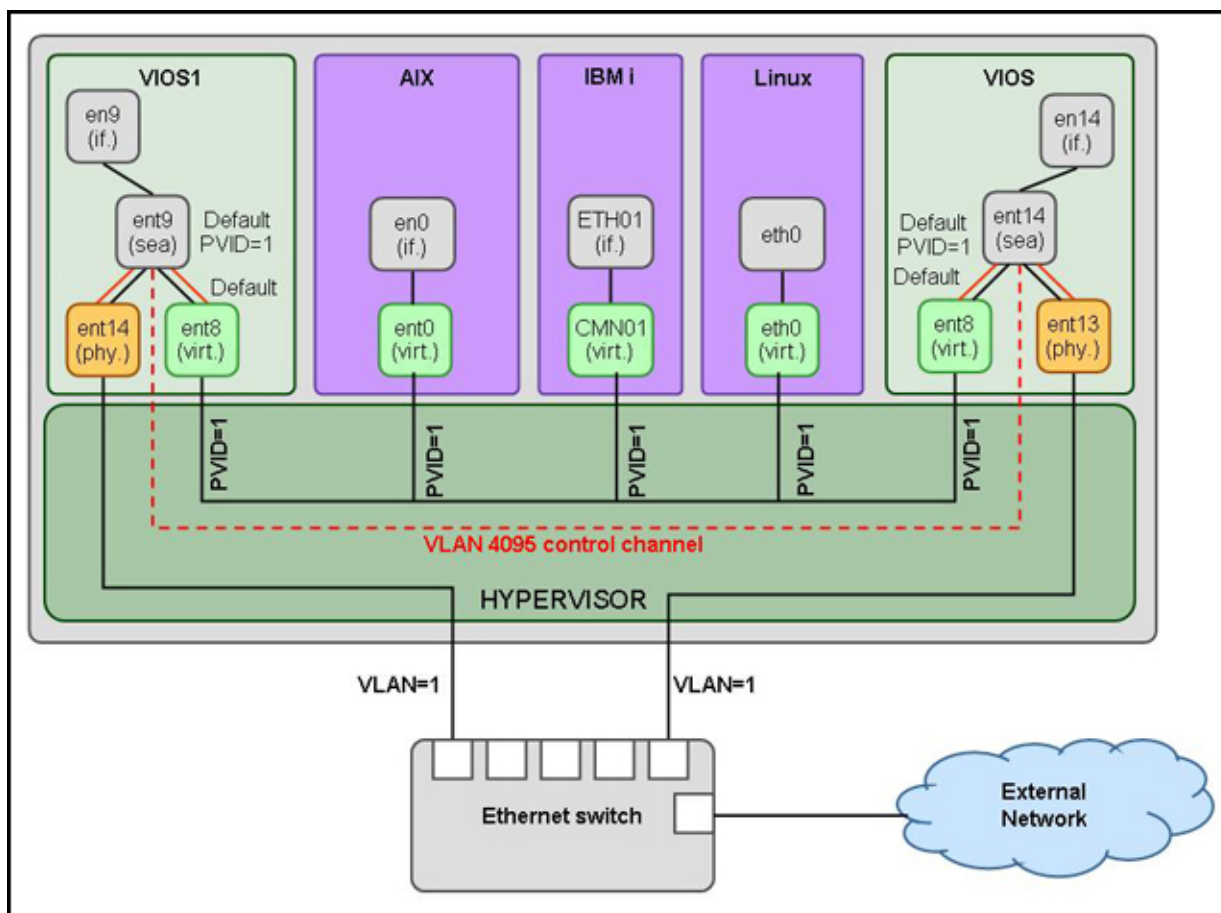 VIOS1
AIX
IBM i
Linux
VIOS
en9
(if.)
en14
(if.)
ent9
(sea)
Default
PVID=1
Default
en0
(if.)
ETH01
(if.)
eth0
Default
PVID=1
Default
ent14
(sea)
ent14
(phy.)
ent8
(virt.)
ent0
(virt.)
CMN01
(virt.)
eth0
(virt.)
ent8
(virt.)
ent13
(phy.)
PVID=1
PVID=1
PVID=1
PVID=1
PVID=1
VLAN 4095 control channel
HYPERVISOR
VLAN=1
VLAN=1
Ethernet switch
External
Network